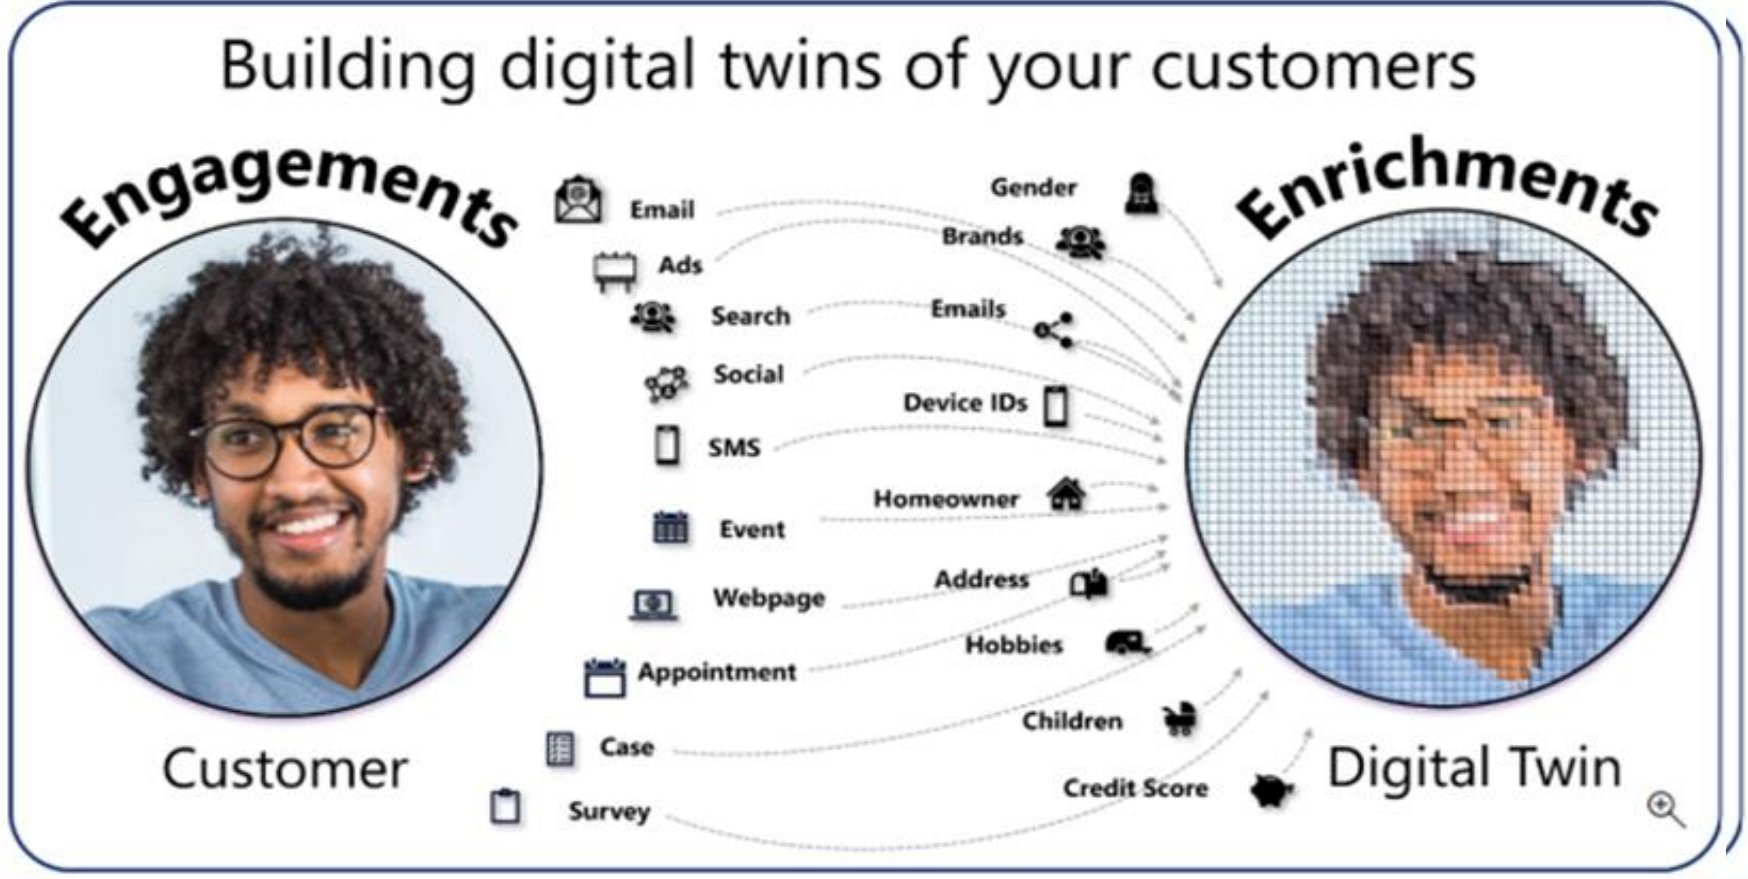 Building digital twins of your customers
Engagements
Enrichments
Email
Ads
Search
Social
SMS
Event
Webpage
Appointment
Case
Survey
Gender
Brands
Emails
Device IDs
Homeowner
Address
Hobbies
Children
Credit Score
Customer
Digital Twin